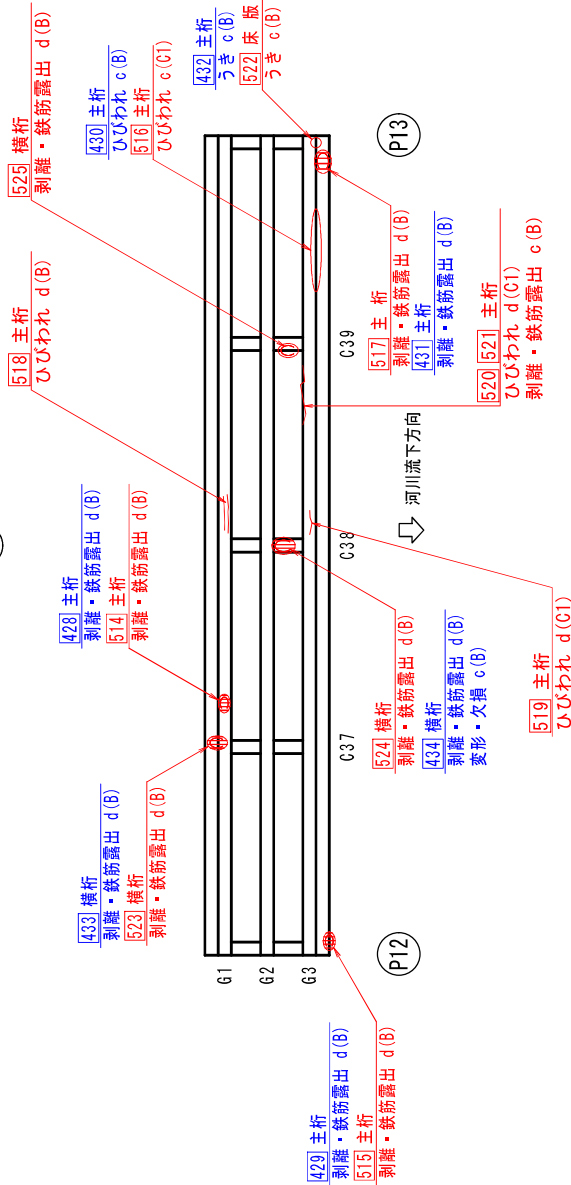 429 主桁
剥離・鉄筋露出 d(B)
515 主桁
剥離・鉄筋露出 d(B)
433 横桁
剥離・鉄筋露出 d(B)
523 横桁
剥離・鉄筋露出 d(B)
428 主桁
剥離・鉄筋露出 d(B)
514 主桁
剥離・鉄筋露出 d(B)
518 主桁
ひびわれ d(B)
525 横桁
剥離・鉄筋露出 d(B)
430 主桁
ひびわれ c(B)
516 主桁
ひびわれ c(C1)
432 主桁
うき c(B)
522 床 版
うき c(B)
G1
G2
G3
P12
C37
C38
C39
P13
河川流下方向
524 横桁
剥離・鉄筋露出 d(B)
434 横桁
剥離・鉄筋露出 d(B)
変形・欠損 c(B)
519 主桁
ひびわれ d(C1)
517 主 桁
剥離・鉄筋露出 d(B)
431 主桁
剥離・鉄筋露出 d(B)
520 521 主桁
ひびわれ d(C1)
剥離・鉄筋露出 c(B)